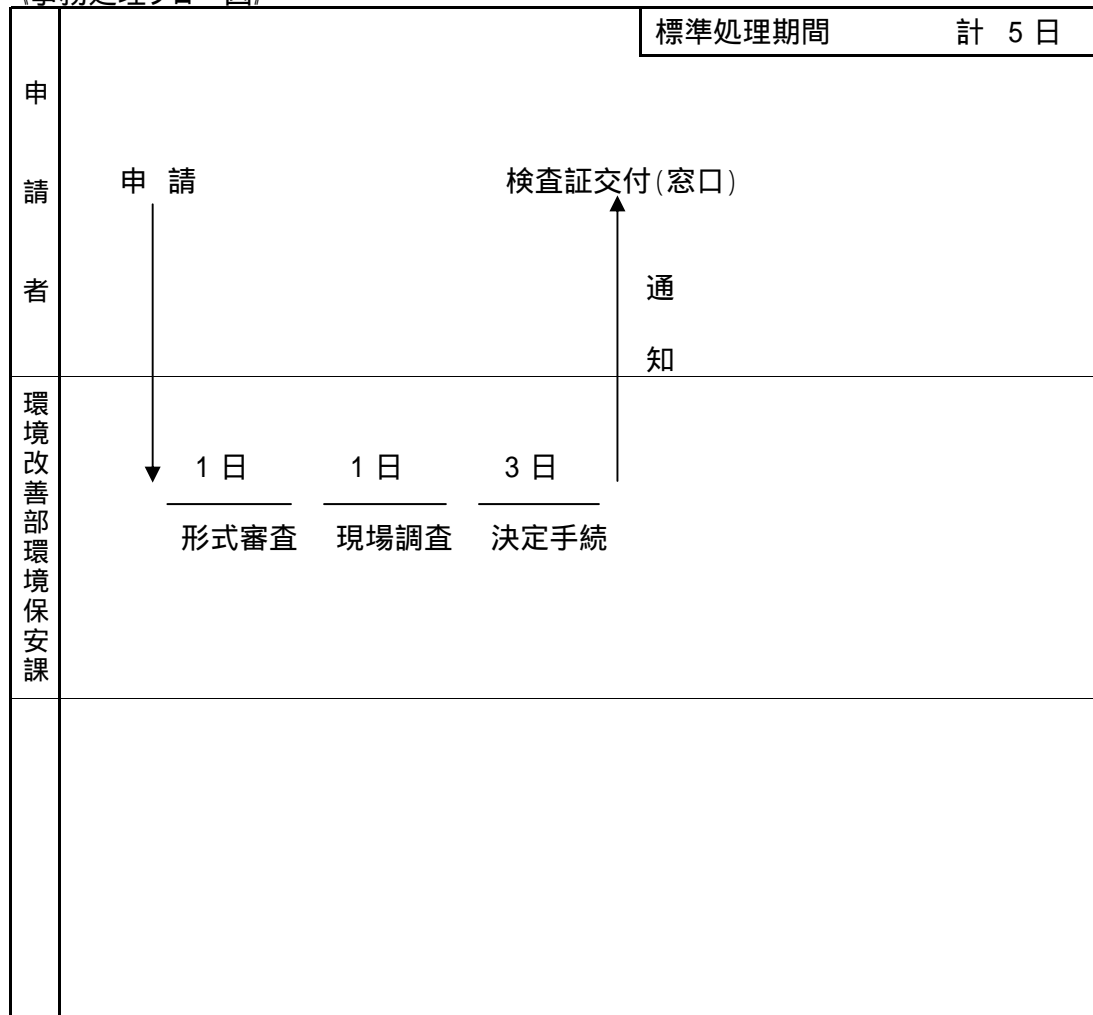 標準処理期間 計 5 日
申請者
申 請
検査証交付(窓口)
通知
環境改善部環境保安課
1 日 1 日 3 日
形式審査 現場調査 決定手続